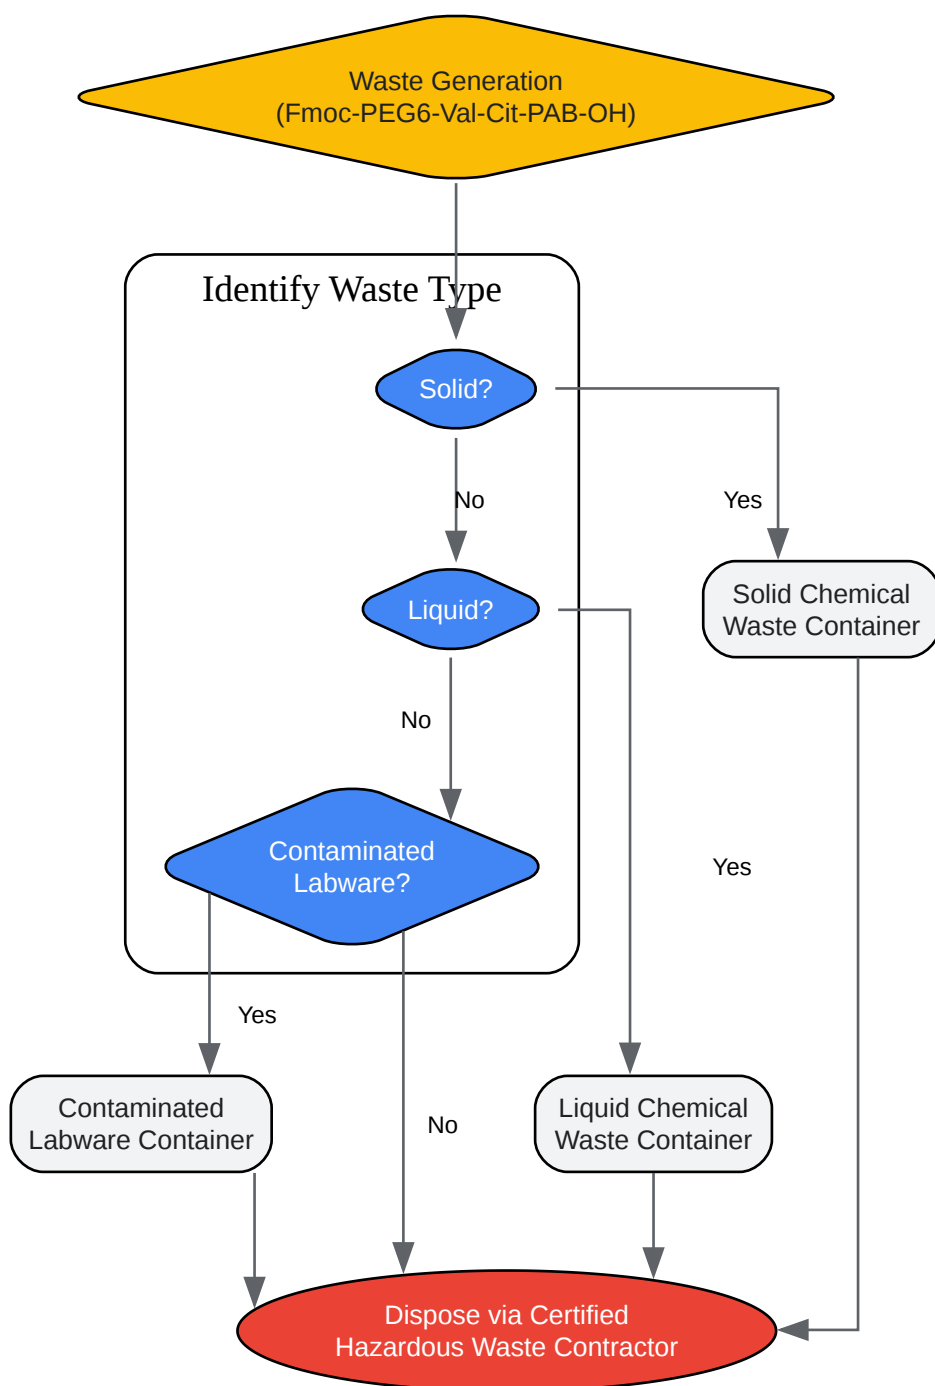 Waste Generation
(Fmoc-PEG6-Val-Cit-PAB-OH)
Identify Waste Type
Solid?
No
Yes
Liquid?
Solid Chemical
Waste Container
No
Contaminated
Labware?
Yes
Yes
Contaminated
Labware Container
No
Liquid Chemical
Waste Container
Dispose via Certified
Hazardous Waste Contractor